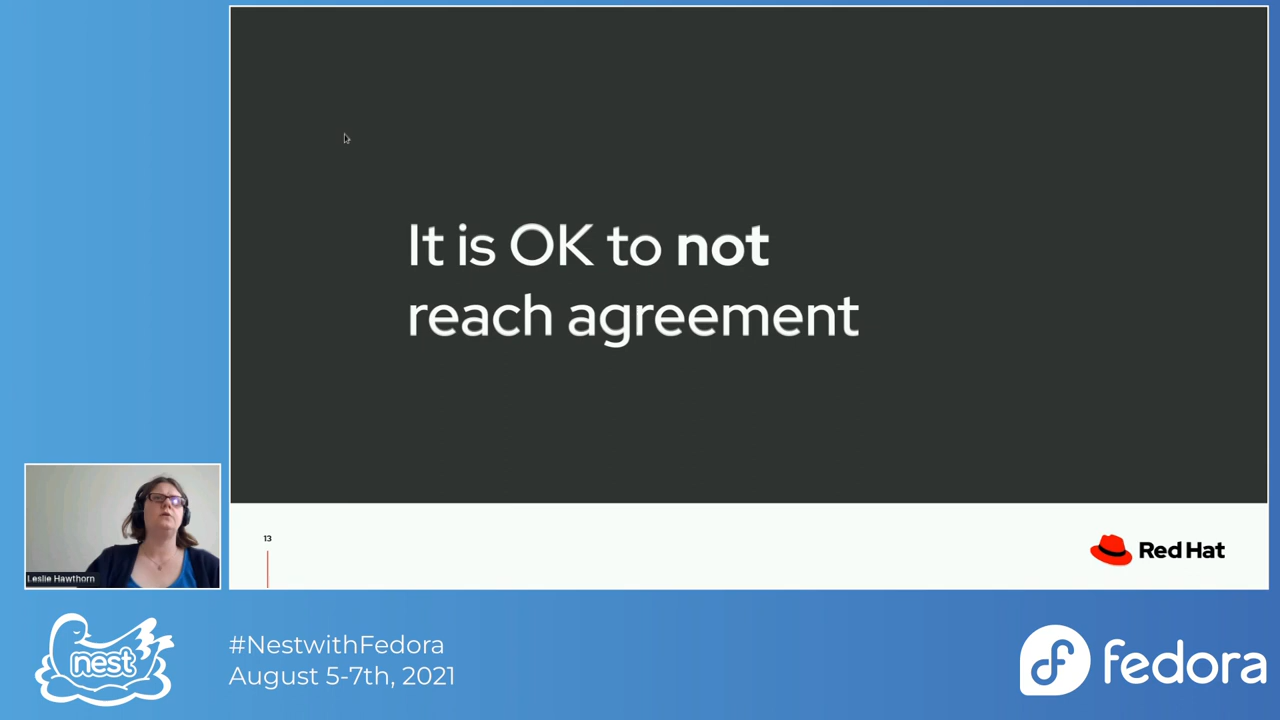 It is OK to not
reach agreement
13
Red Hat
Leslie Hawthorn
nest
#NestwithFedora
August 5-7th, 2021
fedora